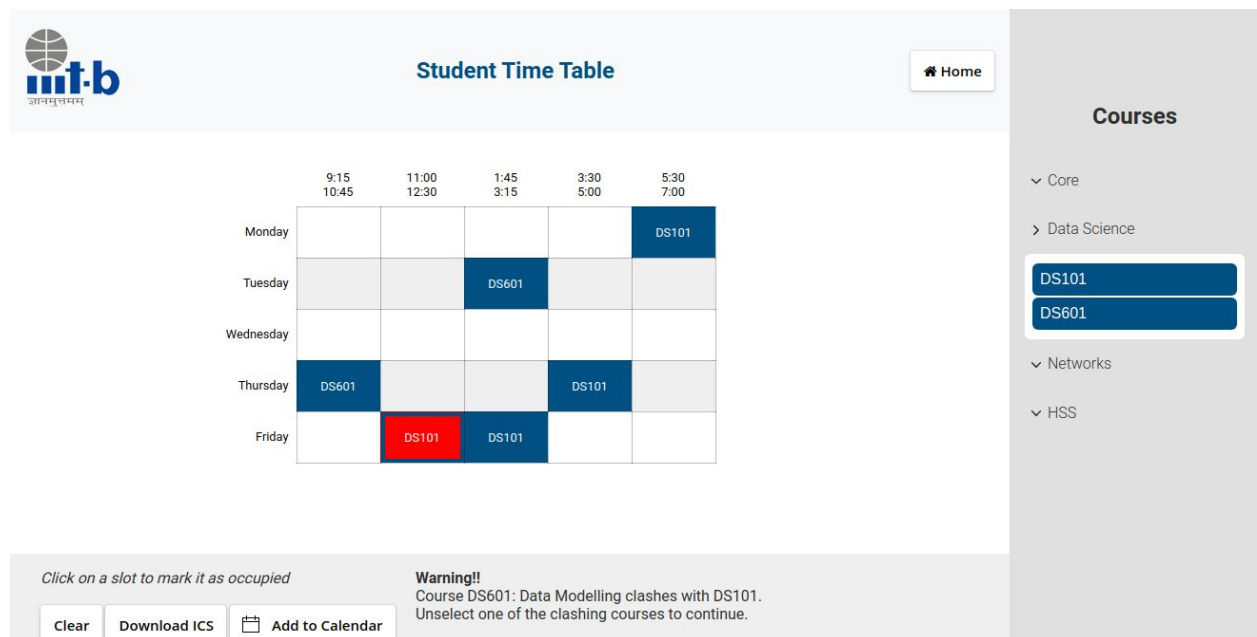 iiit-b
ज्ञानमुत्तमम्
Student Time Table
Home
Courses
Core
Data Science
DS101
DS601
Networks
HSS
9:15 11:00 1:45 3:30 5:30
10:45 12:30 3:15 5:00 7:00
Monday DS101
Tuesday DS601
Wednesday
Thursday DS601 DS101
Friday DS101 DS101
Click on a slot to mark it as occupied
Clear Download ICS Add to Calendar
Warning!!
Course DS601: Data Modelling clashes with DS101.
Unselect one of the clashing courses to continue.